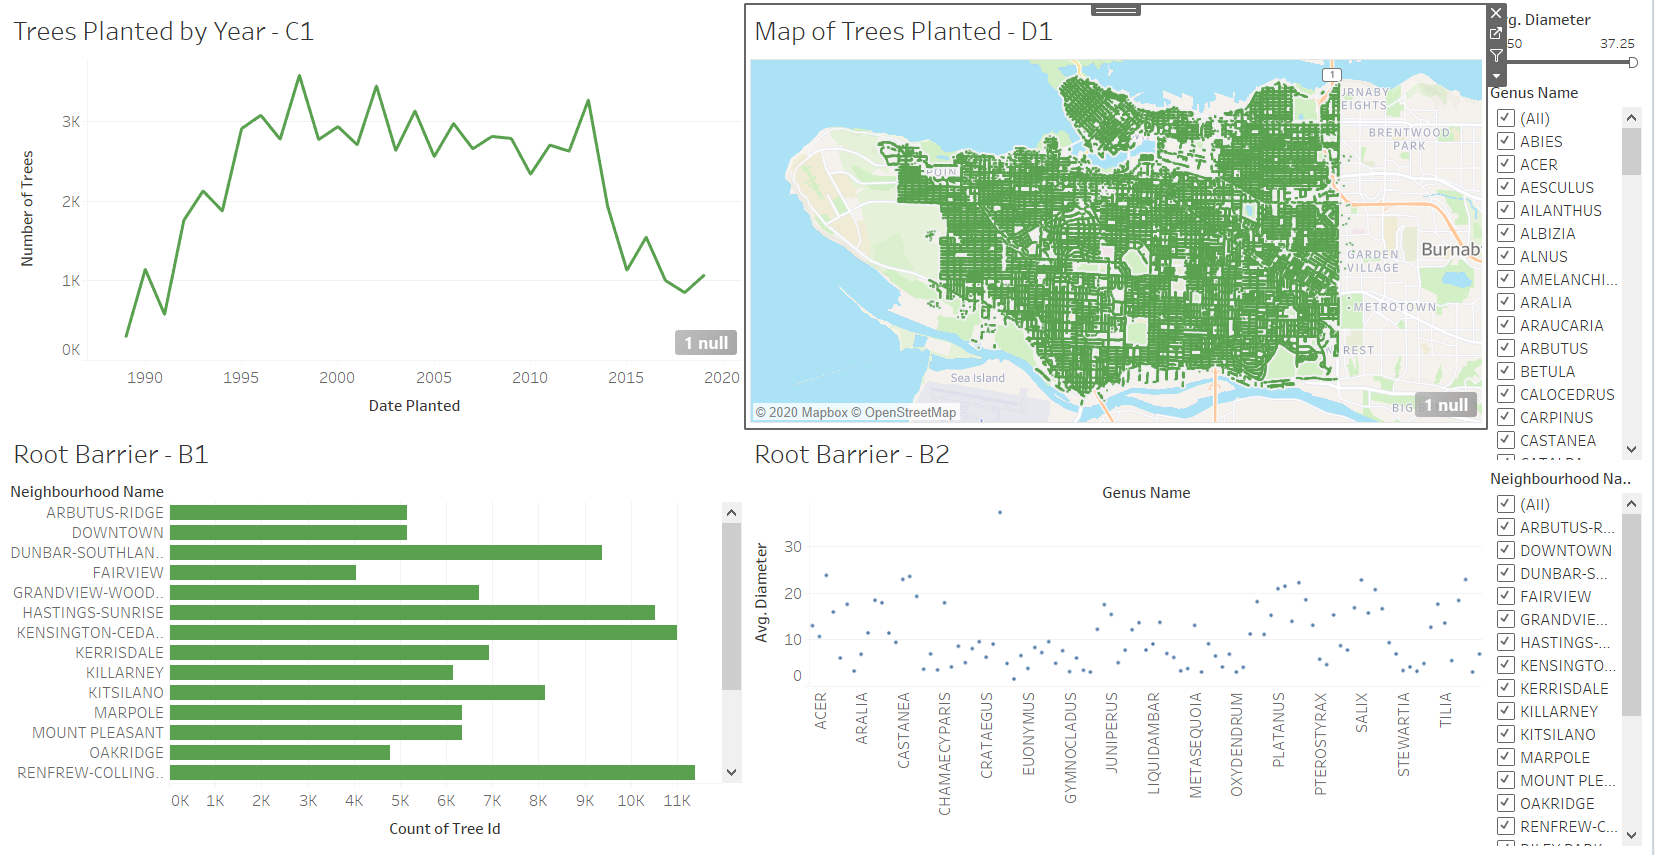 Trees Planted by Year - C1
Number of Trees
3K
2K
1K
0K
1 null
1990 1995 2000 2005 2010 2015 2020
Date Planted
Map of Trees Planted - D1
1
URNABY
EIGHTS
BRENTWOOD
PARK
POIN
Burnab
GARDEN
VILLAGE
METROTOWN
REST
Sea Island
BIG
© 2020 Mapbox © OpenStreetMap
1 null
Root Barrier - B1
Neighbourhood Name
ARBUTUS-RIDGE
DOWNTOWN
DUNBAR-SOUTHLAN..
FAIRVIEW
GRANDVIEW-WOOD..
HASTINGS-SUNRISE
KENSINGTON-CEDA..
KERRISDALE
KILLARNEY
KITSILANO
MARPOLE
MOUNT PLEASANT
OAKRIDGE
RENFREW-COLLING..
0K 1K 2K 3K 4K 5K 6K 7K 8K 9K 10K 11K
Count of Tree Id
Root Barrier - B2
Genus Name
Avg. Diameter
30
20
10
0
ACER
ARALIA
CASTANEA
CHAMAECYPARIS
CRATAEGUS
EUONYMUS
GYMNOCLADUS
JUNIPERUS
LIQUIDAMBAR
METASEQUOIA
OXYDENDRUM
PLATANUS
PTEROSTYRAX
SALIX
STEWARTIA
TILIA
vg. Diameter
50 37.25
Genus Name
(All)
ABIES
ACER
AESCULUS
AILANTHUS
ALBIZIA
ALNUS
AMELANCHI...
ARALIA
ARAUCARIA
ARBUTUS
BETULA
CALOCEDRUS
CARPINUS
CASTANEA
Neighbourhood Na..
(All)
ARBUTUS-R...
DOWNTOWN
DUNBAR-S...
FAIRVIEW
GRANDVIE...
HASTINGS-...
KENSINGTO...
KERRISDALE
KILLARNEY
KITSILANO
MARPOLE
MOUNT PLE...
OAKRIDGE
RENFREW-C...